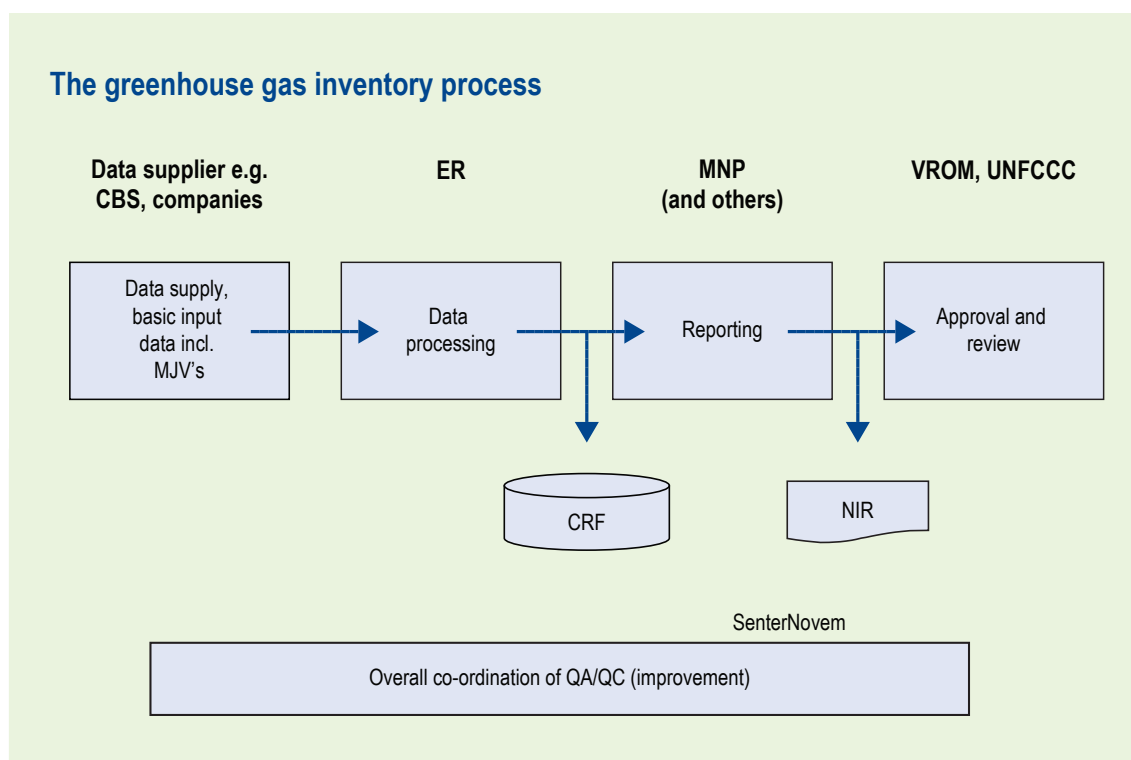 The greenhouse gas inventory process
Data supplier e.g.
CBS, companies
ER
MNP
(and others)
VROM, UNFCCC
Data supply,
basic input
data incl.
MJV's
Data
processing
Reporting
Approval and
review
CRF
NIR
SenterNovem
Overall co-ordination of QA/QC (improvement)